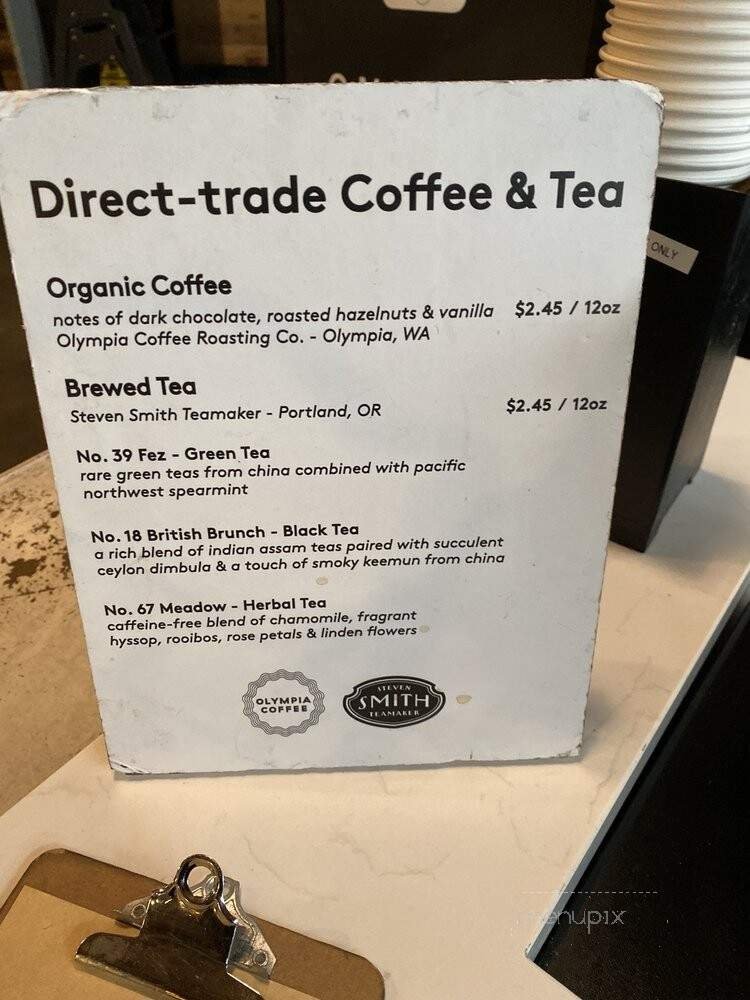 Direct-trade Coffee & Tea
Organic Coffee
notes of dark chocolate, roasted hazelnuts & vanilla $2.45 / 12oz
Olympia Coffee Roasting Co. - Olympia, WA
Brewed Tea
Steven Smith Teamaker - Portland, OR $2.45 / 12oz
No. 39 Fez - Green Tea
rare green teas from china combined with pacific
northwest spearmint
No. 18 British Brunch - Black Tea
a rich blend of indian assam teas paired with succulent
ceylon dimbula & a touch of smoky keemun from china
No. 67 Meadow - Herbal Tea
caffeine-free blend of chamomile, fragrant
hyssop, rooibos, rose petals & linden flowers
OLYMPIA
COFFEE
STEVEN
SMITH
TEAMAKER
ONLY
menupix